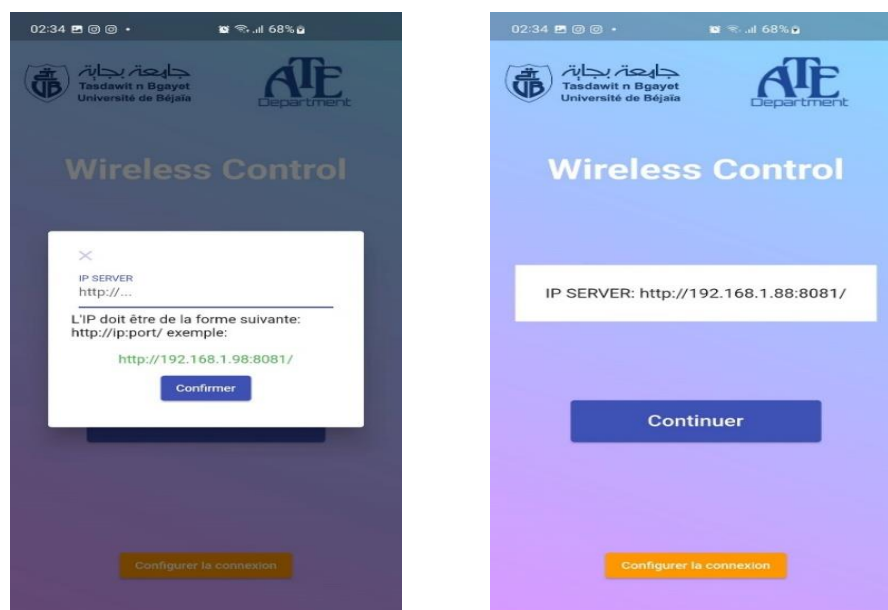 02:34
68%
جامعة بجاية
Tasdawit n Bgayet
Université de Béjaïa
ATE
Department
Wireless Control
IP SERVER
http://...
L'IP doit être de la forme suivante:
http://ip:port/ exemple:
http://192.168.1.98:8081/
Confirmer
Configurer la connexion
02:34
68%
جامعة بجاية
Tasdawit n Bgayet
Université de Béjaïa
ATE
Department
Wireless Control
IP SERVER: http://192.168.1.88:8081/
Continuer
Configurer la connexion